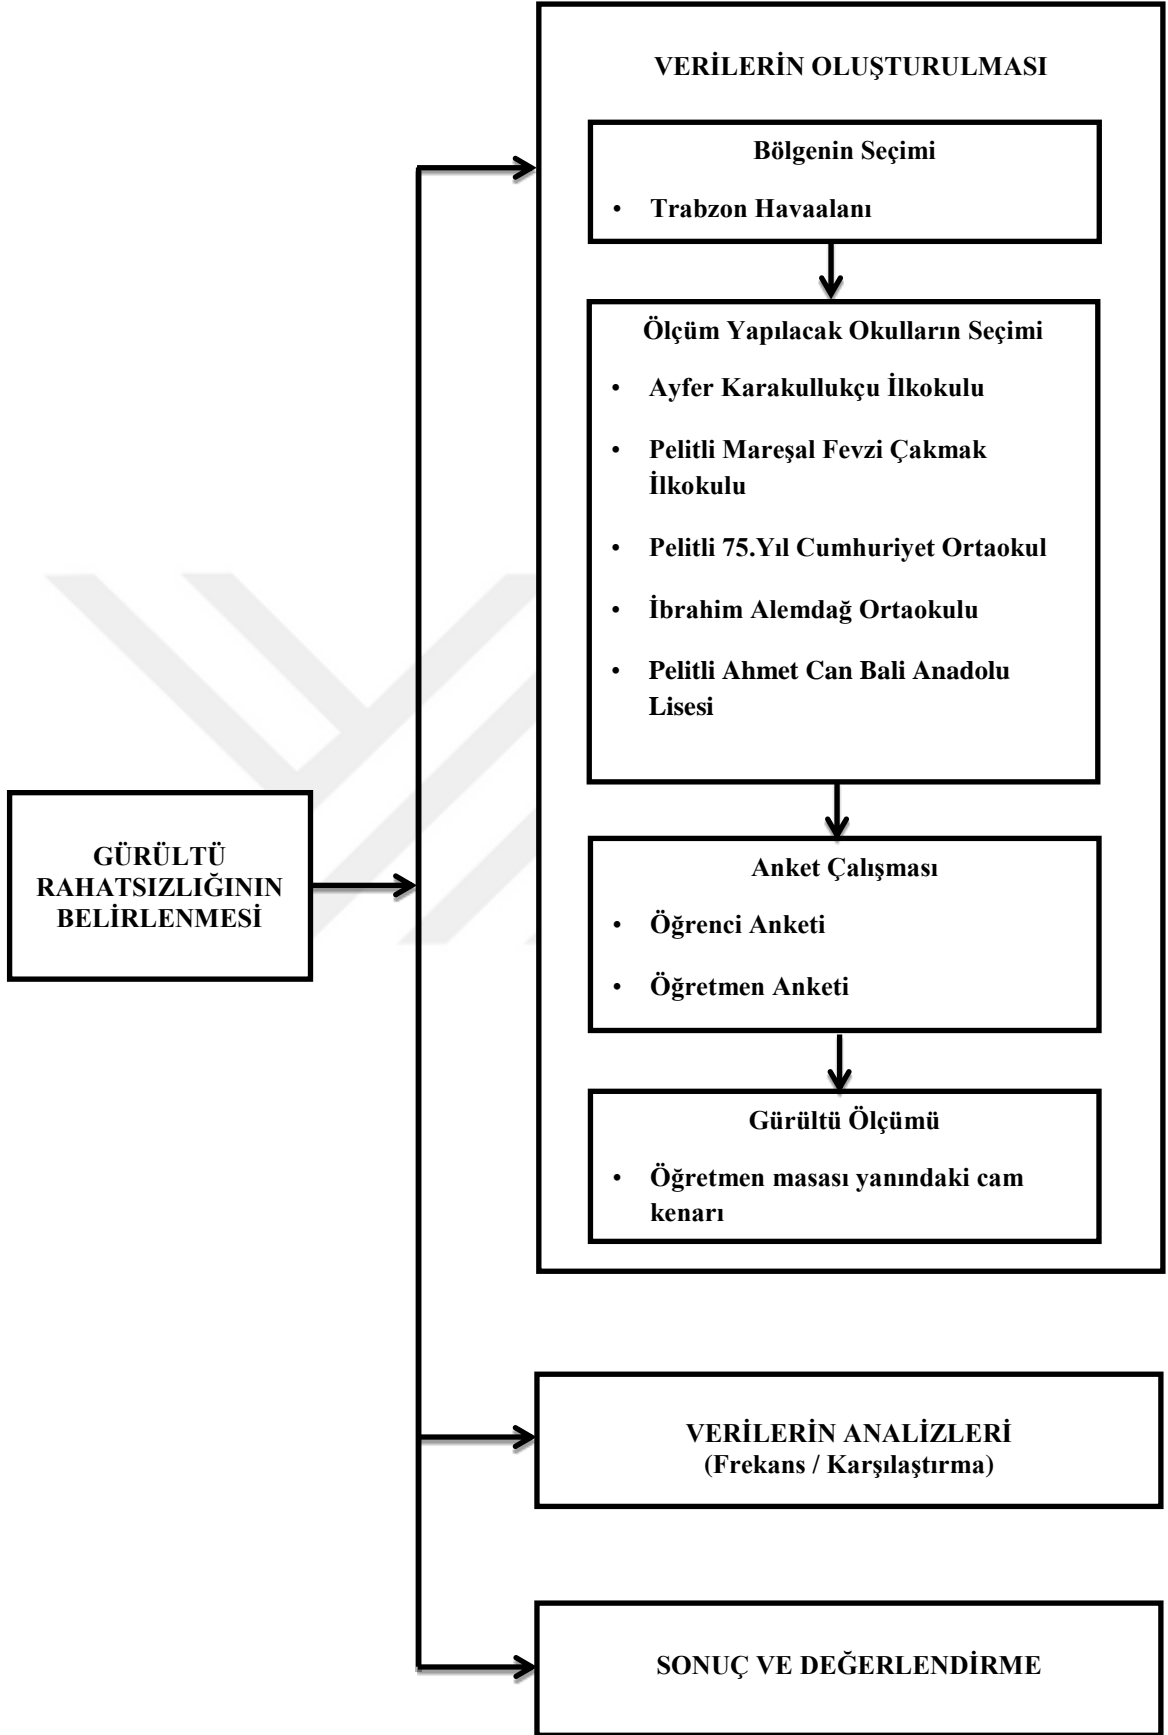 VERİLERİN OLUŞTURULMASI
Bölgenin Seçimi
• Trabzon Havaalanı
Ölçüm Yapılacak Okulların Seçimi
• Ayfer Karakullukçu İlkokulu
• Pelitli Mareşal Fevzi Çakmak
İlkokulu
• Pelitli 75.Yıl Cumhuriyet Ortaokul
• İbrahim Alemdağ Ortaokulu
• Pelitli Ahmet Can Bali Anadolu
Lisesi
GÜRÜLTÜ
RAHATSIZLIĞININ
BELİRLENMESİ
Anket Çalışması
• Öğrenci Anketi
• Öğretmen Anketi
Gürültü Ölçümü
• Öğretmen masası yanındaki cam
kenarı
VERİLERİN ANALİZLERİ
(Frekans / Karşılaştırma)
SONUÇ VE DEĞERLENDİRME